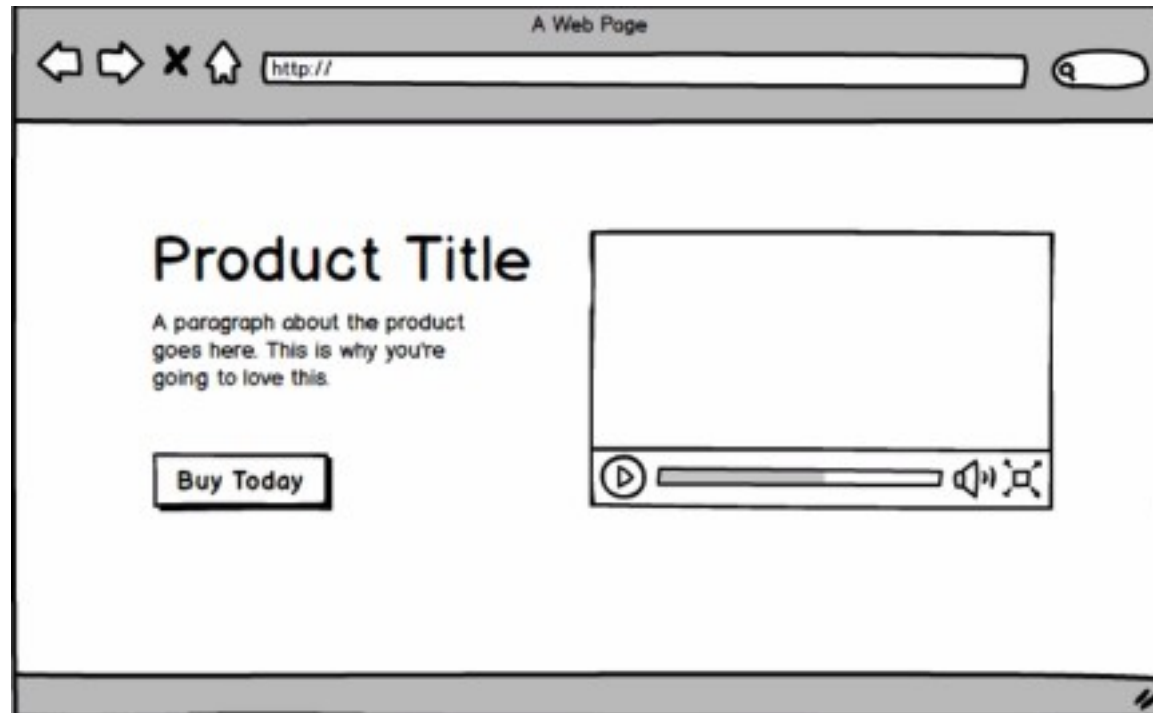 A Web Page
http://
Product Title
A paragraph about the product
goes here. This is why you're
going to love this.
Buy Today